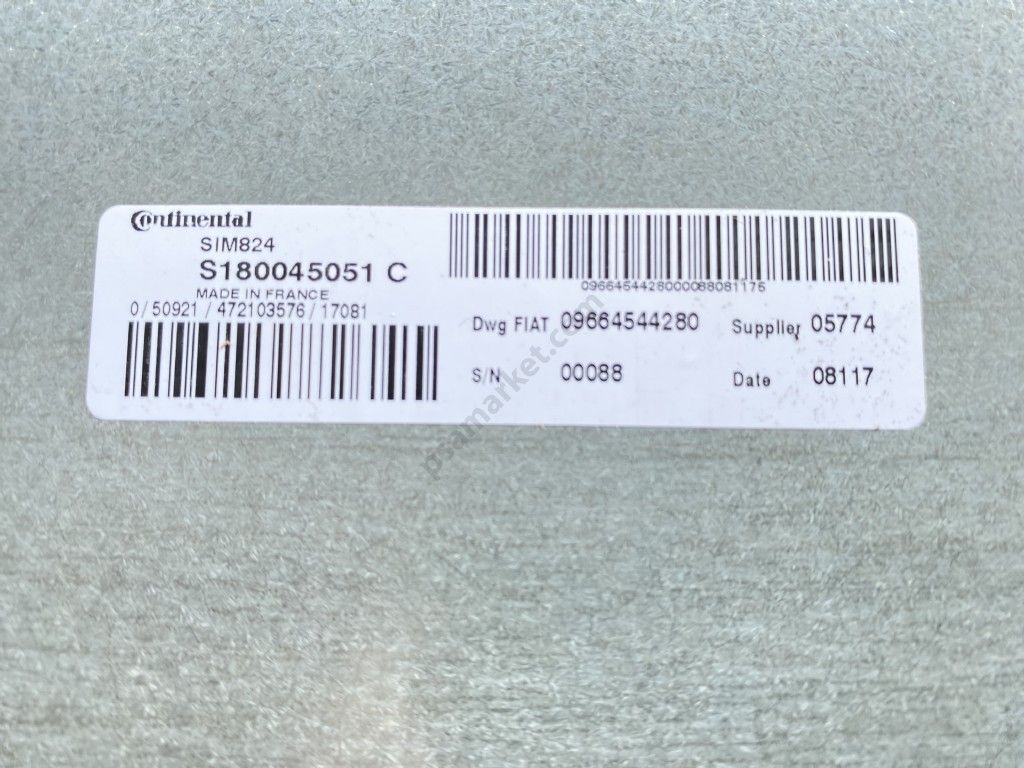 Continental
SIM824
S180045051 C
MADE IN FRANCE
0/50921 / 472103576 / 17081
0966454428000088081176
Dwg FIAT 09664544280 Supplier 05774
S/N 00088 Date 08117
psamarket.com